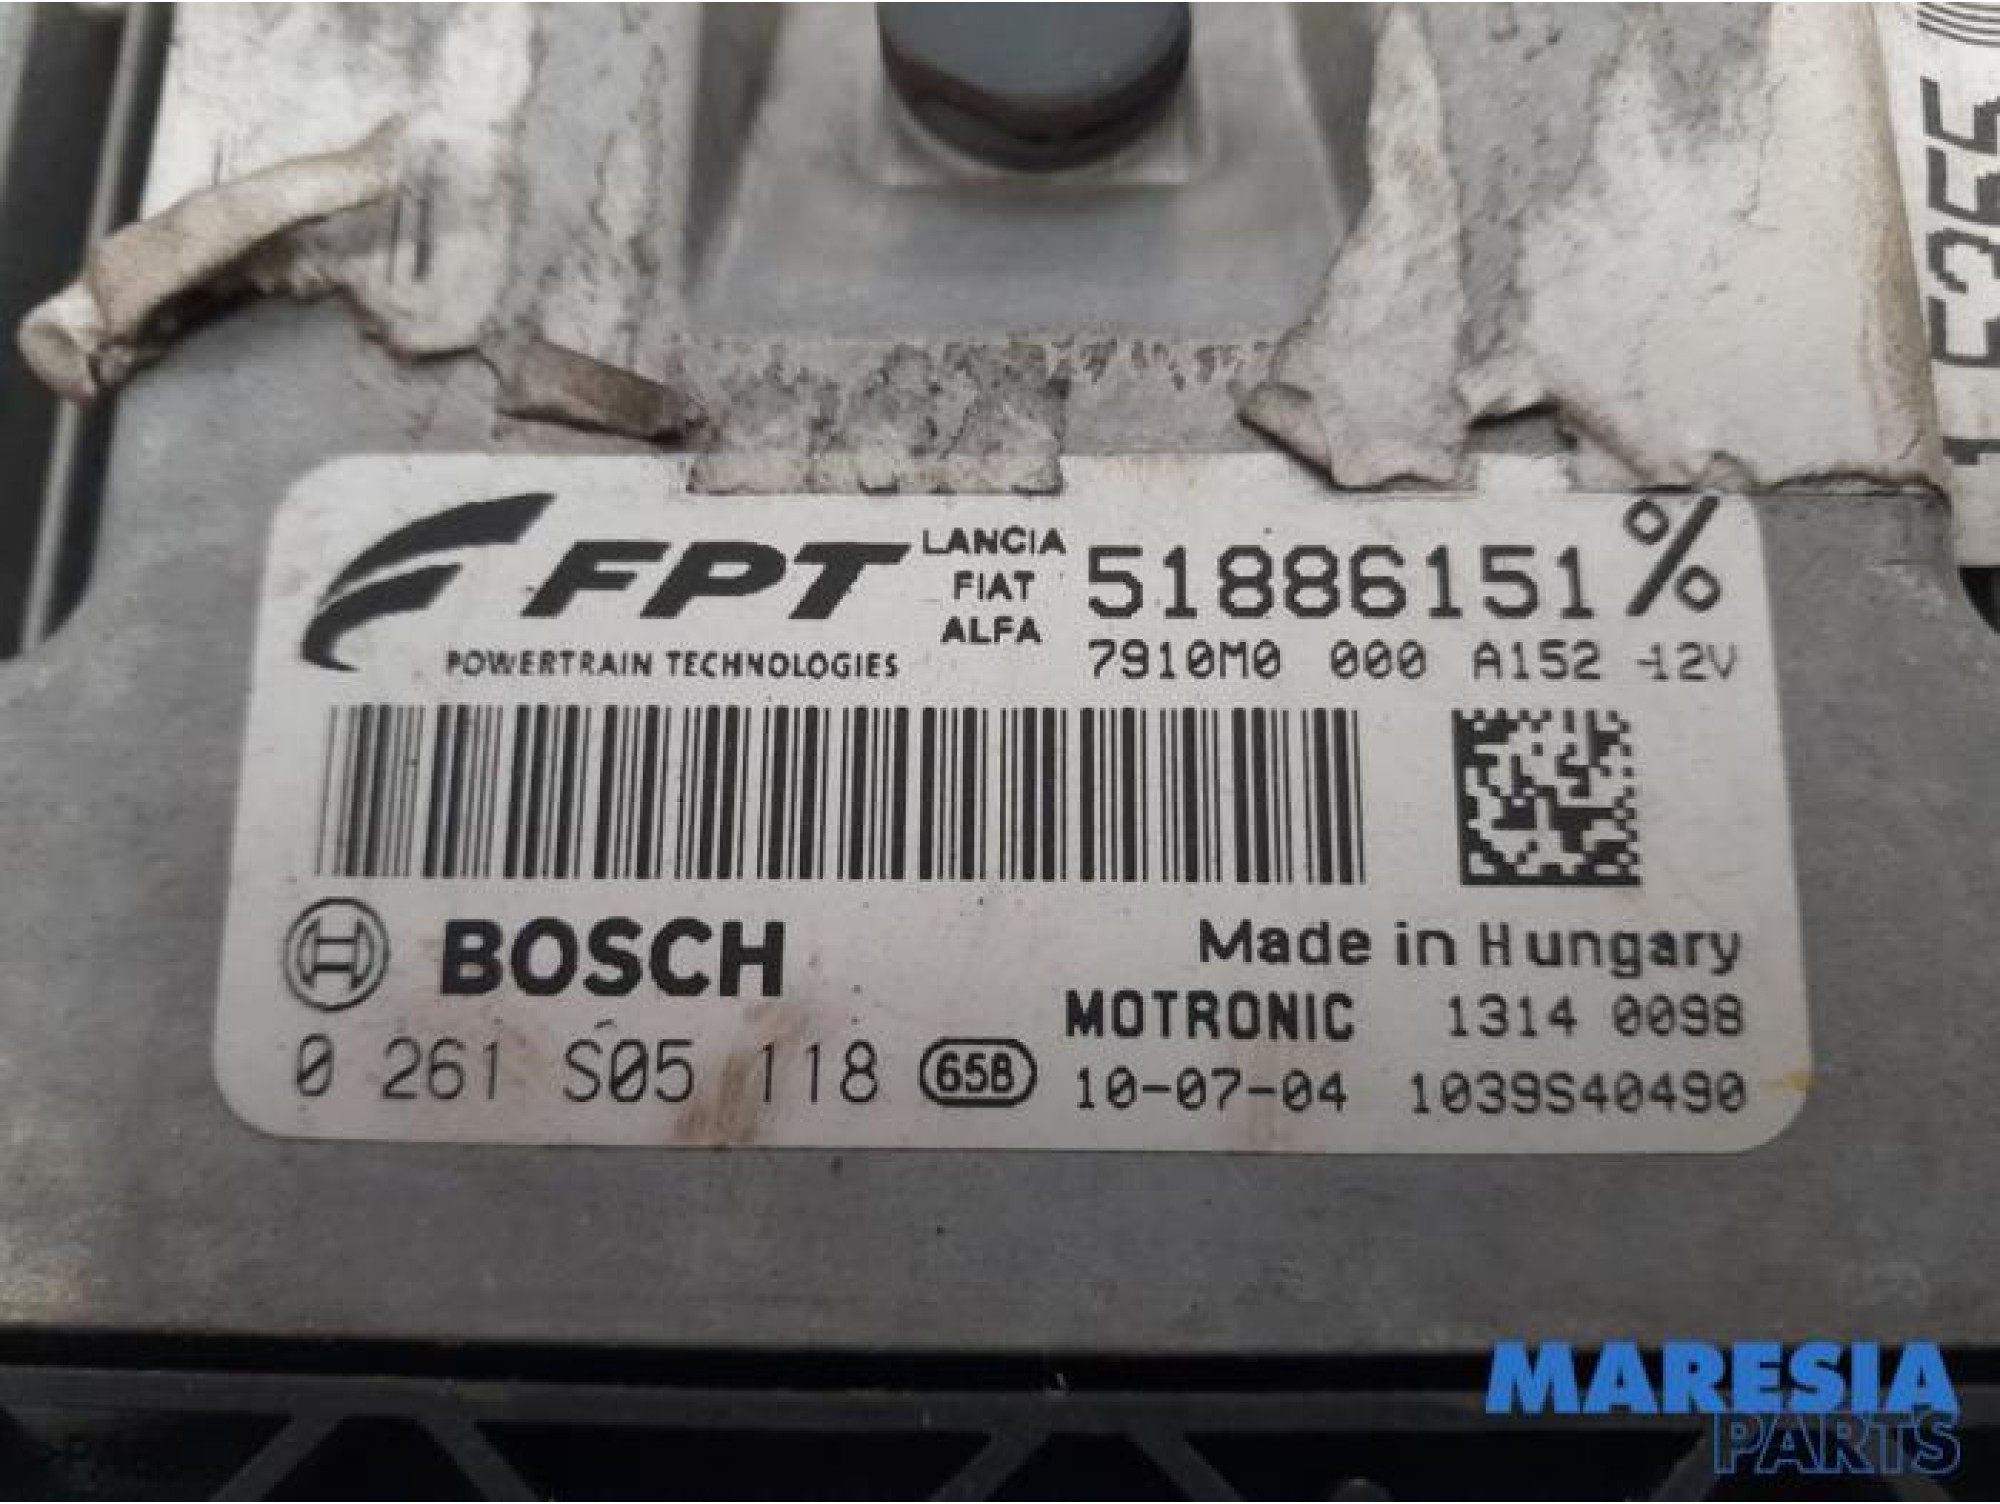 FPT
POWERTRAIN TECHNOLOGIES
LANCIA
FIAT
ALFA
51886151 %
7910M0 000 A152 -12V
BOSCH
0 261 S05 118 658
Made in Hungary
MOTRONIC 1314 0098
10-07-04 1039S40490
MARESIA
PARTS